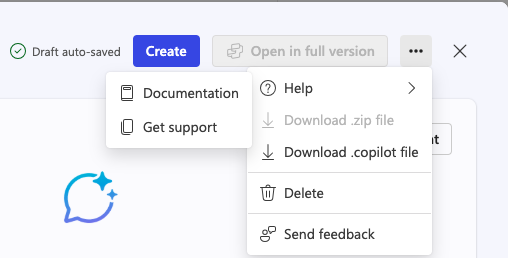 Draft auto-saved
Create
Open in full version
Documentation
Get support
Help
Download .zip file
Download .copilot file
Delete
Send feedback